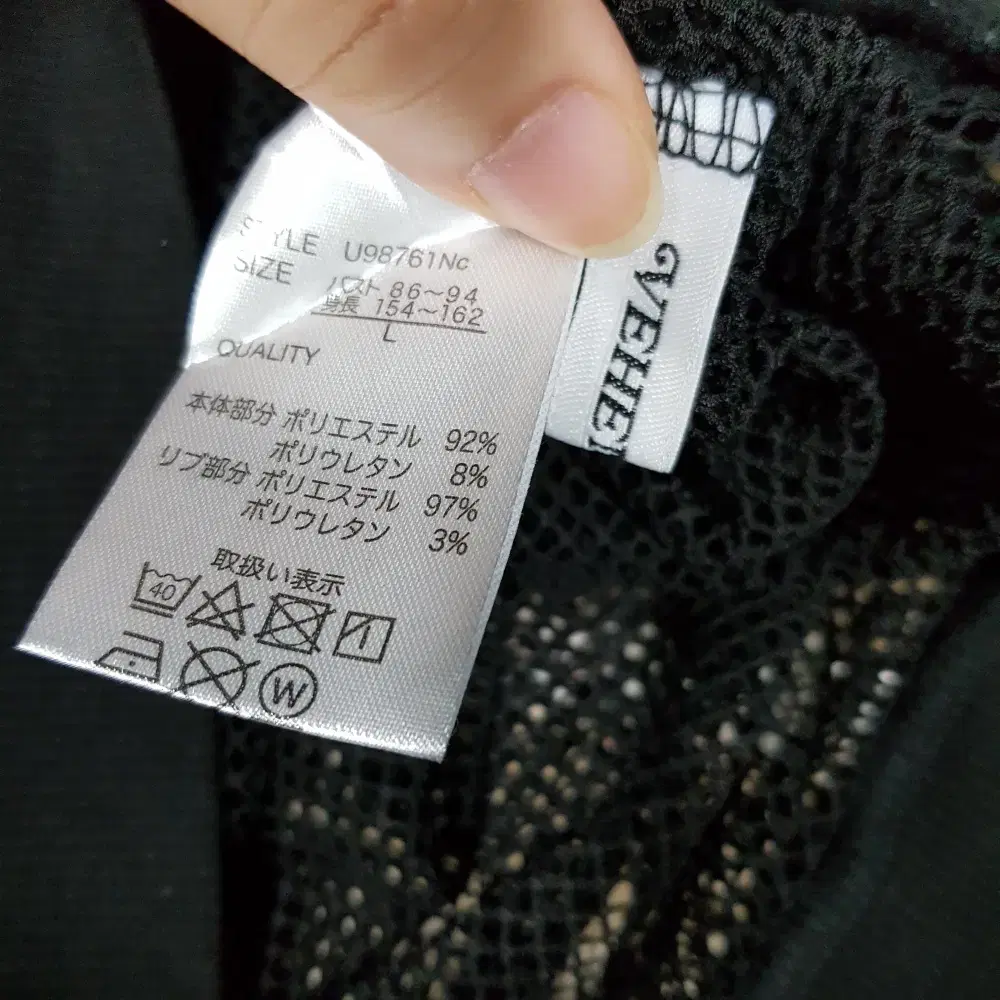 STYLE U98761Nc
SIZE バスト 86～94
身長 154～162
L
QUALITY
本体部分 ポリエステル 92%
ポリウレタン 8%
リブ部分 ポリエステル 97%
ポリウレタン 3%
取扱い表示
40
W